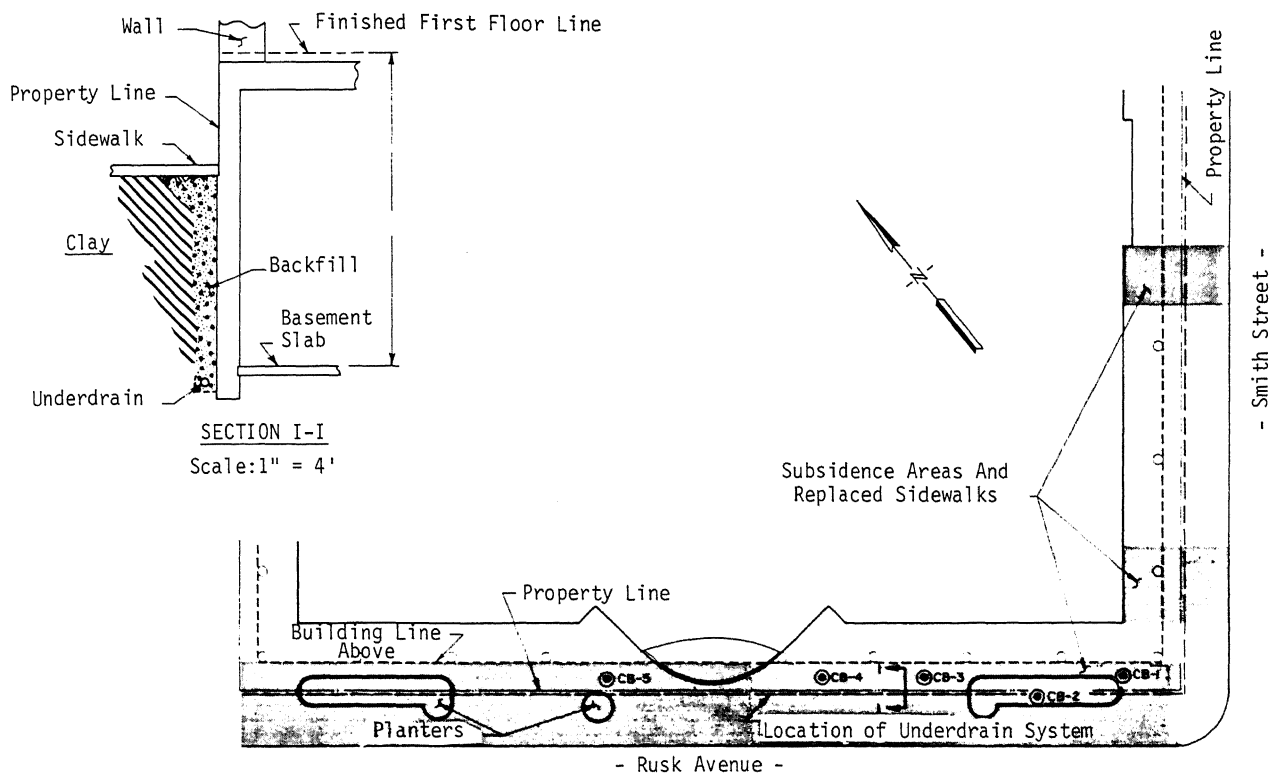 Wall
Finished First Floor Line
Property Line
Sidewalk
Clay
Backfill
Basement
Slab
Underdrain
SECTION I-I
Scale:1" = 4'
N
Property Line
- Smith Street -
Subsidence Areas And
Replaced Sidewalks
Property Line
Building Line
Above
CB-5
CB-4
CB-3
CB-2
CB-1
Planters
Location of Underdrain System
- Rusk Avenue -